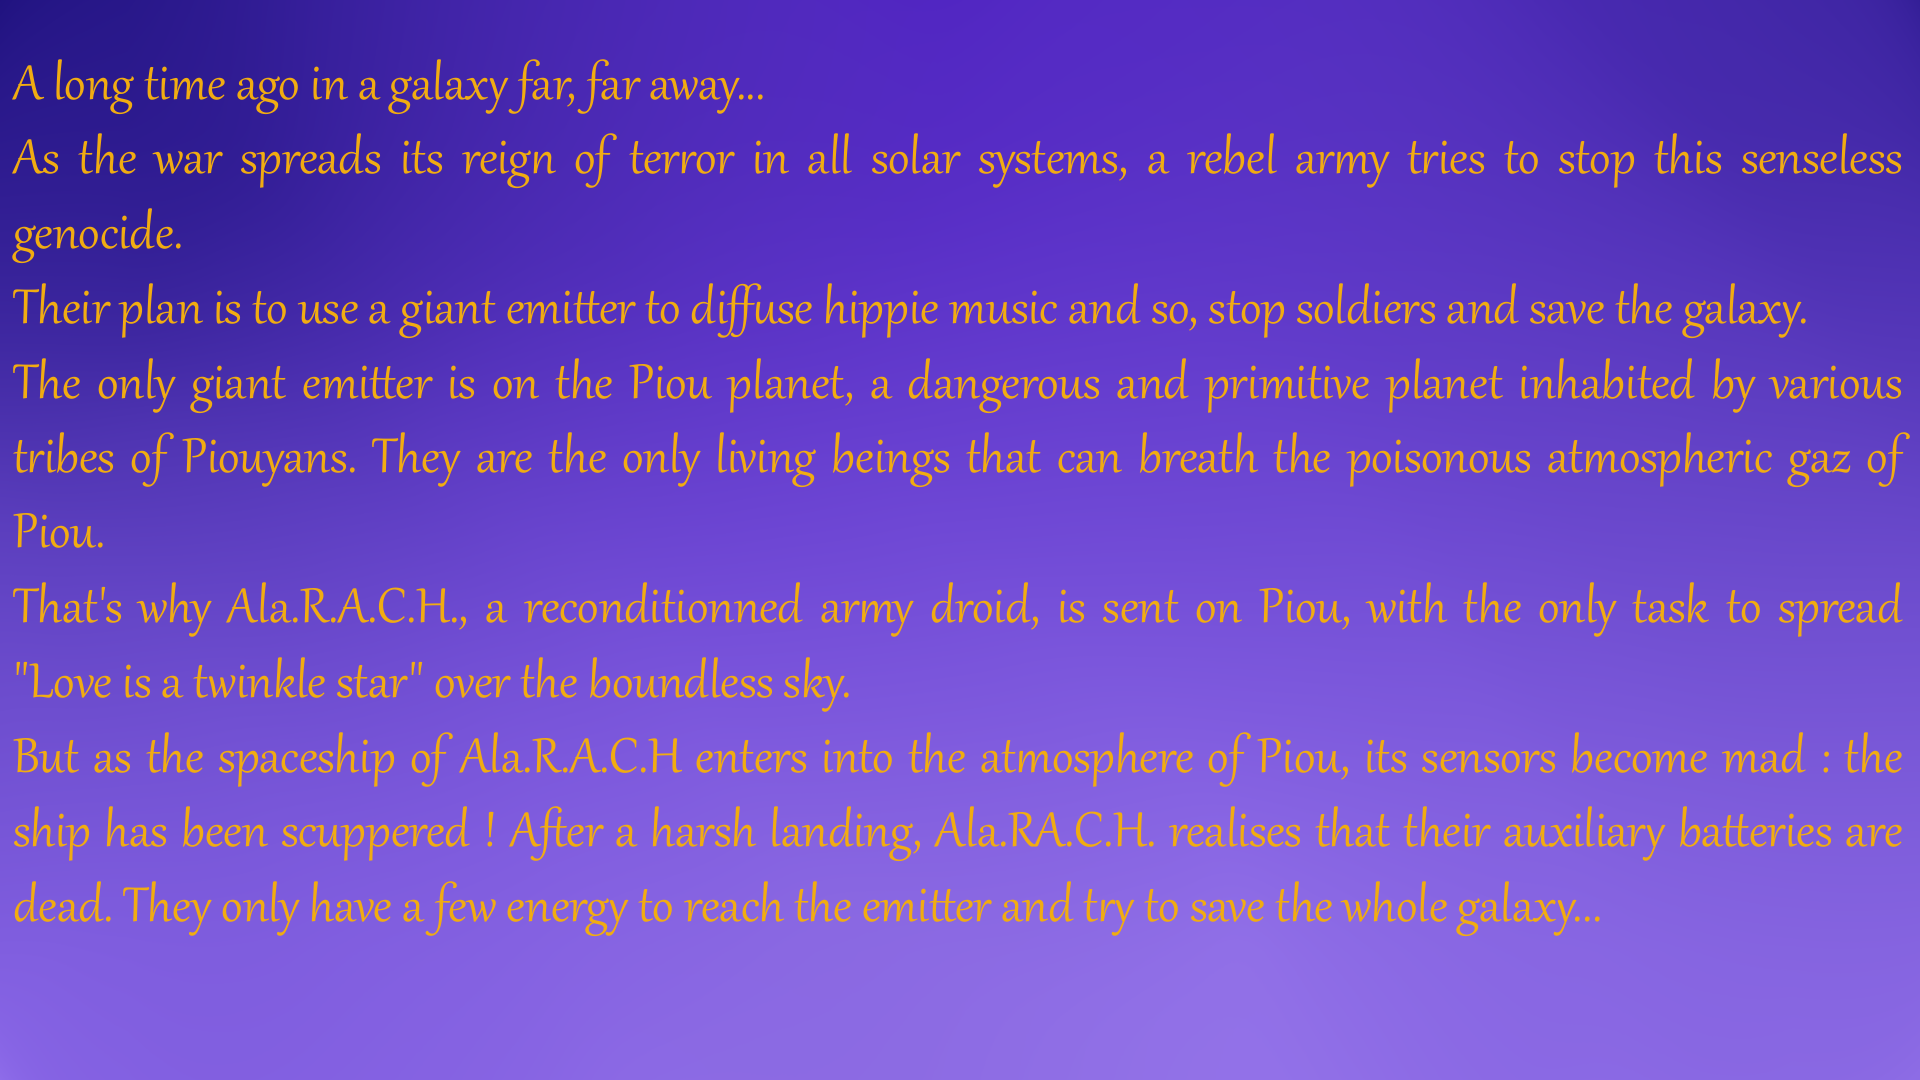 A long time ago in a galaxy far, far away...
As the war spreads its reign of terror in all solar systems, a rebel army tries to stop this senseless
genocide.
Their plan is to use a giant emitter to diffuse hippie music and so, stop soldiers and save the galaxy.
The only giant emitter is on the Piou planet, a dangerous and primitive planet inhabited by various
tribes of Piouyans. They are the only living beings that can breath the poisonous atmospheric gaz of
Piou.
That's why Ala.R.A.C.H., a reconditionned army droid, is sent on Piou, with the only task to spread
"Love is a twinkle star" over the boundless sky.
But as the spaceship of Ala.R.A.C.H enters into the atmosphere of Piou, its sensors become mad : the
ship has been scuppered ! After a harsh landing, Ala.RA.C.H. realises that their auxiliary batteries are
dead. They only have a few energy to reach the emitter and try to save the whole galaxy...